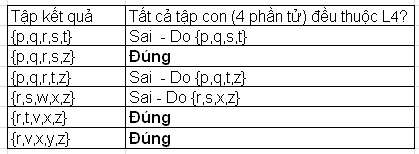 Tập kết quả Tất cả tập con (4 phần tử) đều thuộc L4?
{p,q,r,s,t} Sai - Do {p,q,s,t}
{p,q,r,s,z} Đúng
{p,q,r,t,z} Sai - Do {p,q,t,z}
{r,s,w,x,z} Sai - Do {r,s,x,z}
{r,t,v,x,z} Đúng
{r,v,x,y,z} Đúng